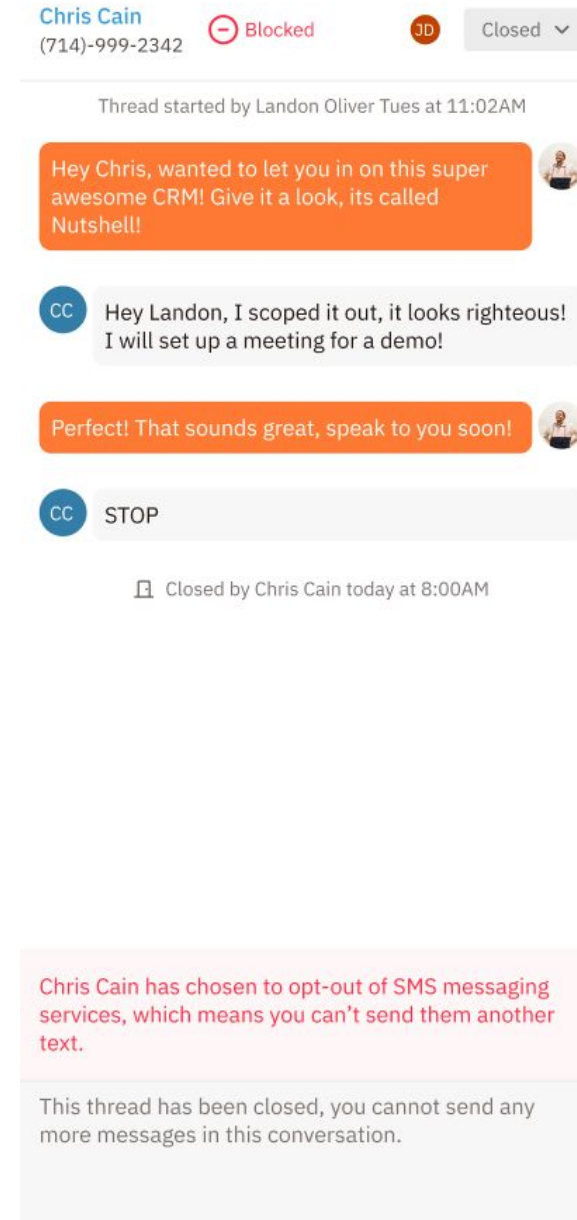 Chris Cain
(714)-999-2342
Blocked
JD
Closed
Thread started by Landon Oliver Tues at 11:02AM
Hey Chris, wanted to let you in on this super
awesome CRM! Give it a look, its called
Nutshell!
CC
Hey Landon, I scoped it out, it looks righteous!
I will set up a meeting for a demo!
Perfect! That sounds great, speak to you soon!
CC
STOP
Closed by Chris Cain today at 8:00AM
Chris Cain has chosen to opt-out of SMS messaging
services, which means you can’t send them another
text.
This thread has been closed, you cannot send any
more messages in this conversation.